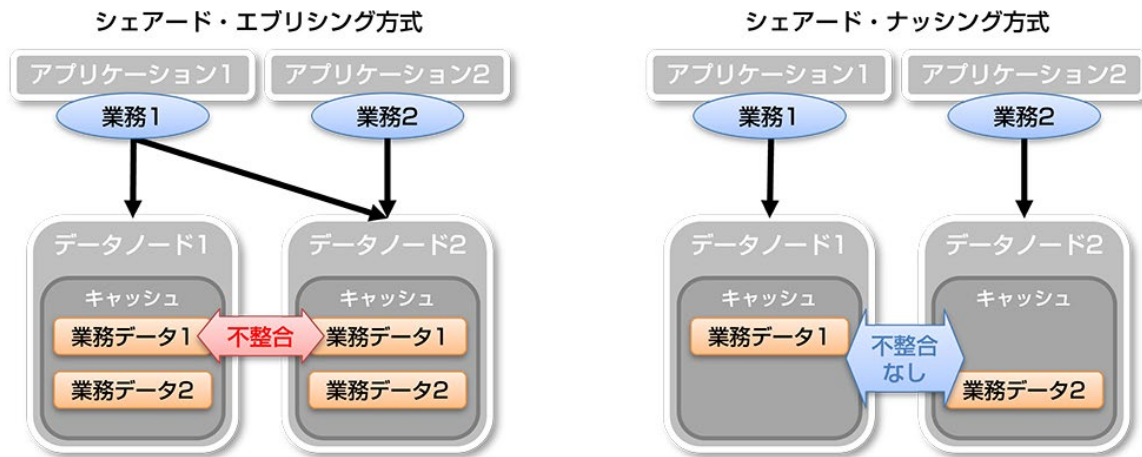 シェアード・エブリシング方式
アプリケーション1
アプリケーション2
業務1
業務2
データノード1
データノード2
キャッシュ
キャッシュ
業務データ1
不整合
業務データ1
業務データ2
業務データ2
シェアード・ナッシング方式
アプリケーション1
アプリケーション2
業務1
業務2
データノード1
データノード2
キャッシュ
キャッシュ
業務データ1
不整合
なし
業務データ2